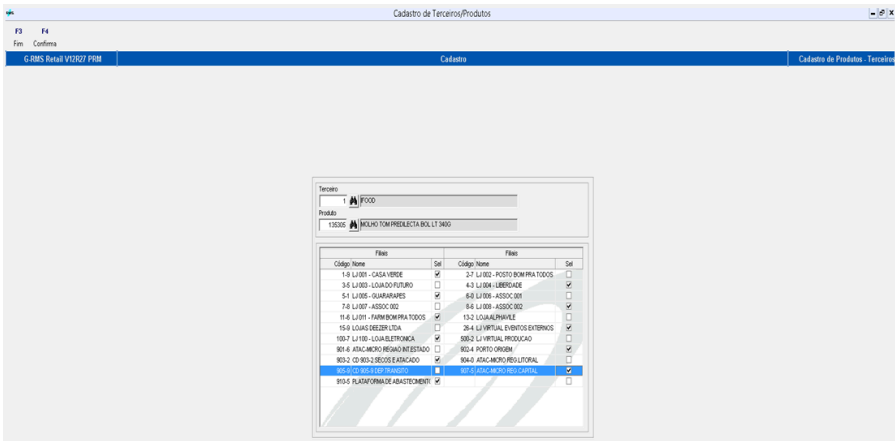 Cadastro de Terceiros/Produtos
F3 F4
Fim Confirma
G-RMS Retail V12R27 PRM Cadastro Cadastro de Produtos - Terceiros
Terceiro
1 IFOOD
Produto
135305 MOLHO TOM PREDILECTA BOL LT 340G
Filiais Filiais
Código Nome Sel Código Nome Sel
1-9 LJ 001 - CASA VERDE 2-7 LJ 002 - POSTO BOM PRA TODOS
3-5 LJ 003 - LOJA DO FUTURO 4-3 LJ 004 - LIBERDADE
5-1 LJ 005 - GUARARAPES 6-0 LJ 006 - ASSOC 001
7-8 LJ 007 - ASSOC 002 8-6 LJ 008 - ASSOC 002
11-6 LJ 011 - FARM BOM PRA TODOS 13-2 LOJA ALPHAVILE
15-9 LOJAS DEEZER LTDA 26-4 LJ VIRTUAL EVENTOS EXTERNOS
100-7 LJ 100 - LOJA ELETRONICA 500-2 LJ VIRTUAL PRODUCAO
901-6 ATAC-MICRO REGIAO INT.ESTADO 902-4 PORTO ORIGEM
903-2 CD 903-2 SECOS E ATACADO 904-0 ATAC-MICRO REG LITORAL
905-9 CD 905-9 DEP.TRANSITO 907-5 ATAC-MICRO REG CAPITAL
910-5 PLATAFORMA DE ABASTECIMENTO